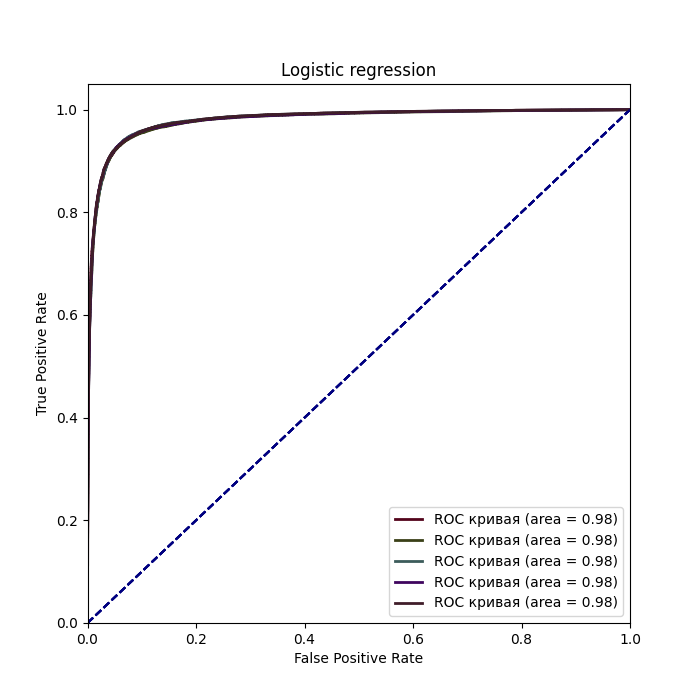 Logistic regression
True Positive Rate
1.0
0.8
0.6
0.4
0.2
0.0
ROC кривая (area = 0.98)
ROC кривая (area = 0.98)
ROC кривая (area = 0.98)
ROC кривая (area = 0.98)
ROC кривая (area = 0.98)
0.0 0.2 0.4 0.6 0.8 1.0
False Positive Rate